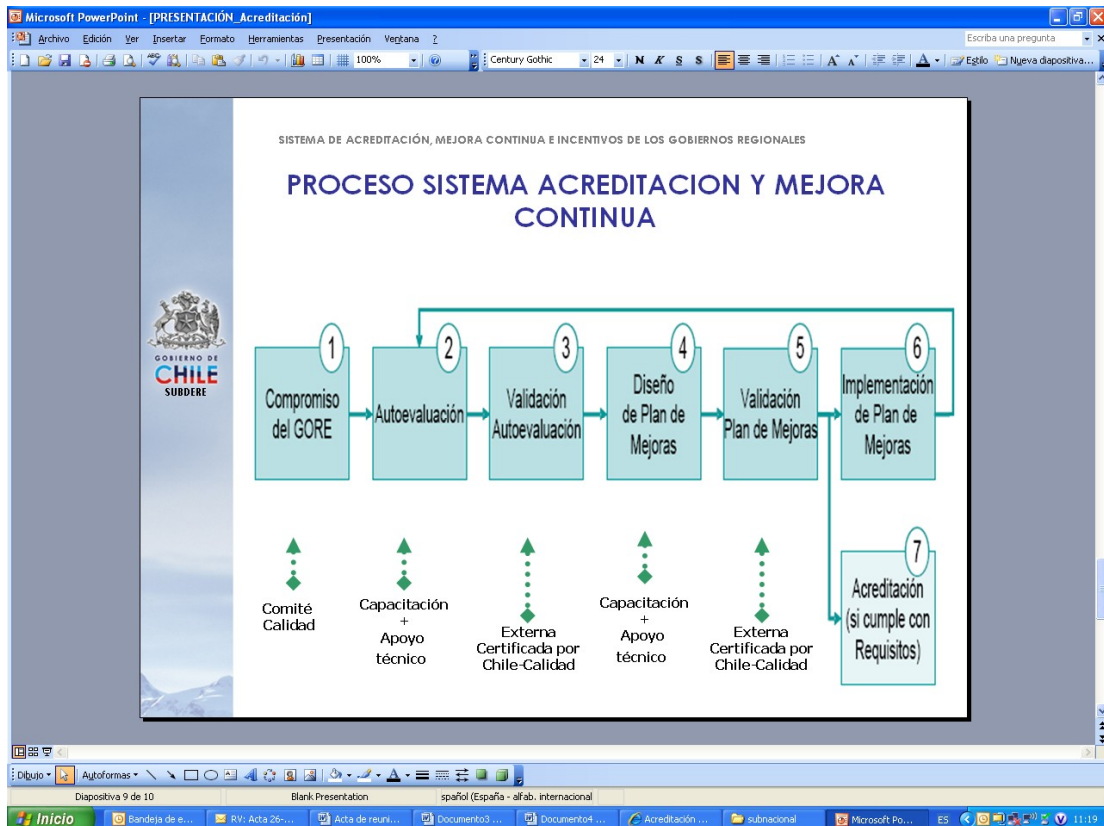 Microsoft PowerPoint - [PRESENTACIÓN_Acreditación]
Archivo Edición Ver Insertar Formato Herramientas Presentación Ventana ?
Escriba una pregunta
100%
Century Gothic 24 N K S S Estilo Nueva diapositiva...
SISTEMA DE ACREDITACIÓN, MEJORA CONTINUA E INCENTIVOS DE LOS GOBIERNOS REGIONALES
PROCESO SISTEMA ACREDITACION Y MEJORA
CONTINUA
GOBIERNO DE
CHILE
SUBDERE
1
Compromiso
del GORE
2
Autoevaluación
3
Validación
Autoevaluación
4
Diseño
de Plan de
Mejoras
5
Validación
Plan de Mejoras
6
Implementación
de Plan de
Mejoras
7
Acreditación
(si cumple con
Requisitos)
Comité
Calidad
Capacitación
+
Apoyo
técnico
Externa
Certificada por
Chile-Calidad
Capacitación
+
Apoyo
técnico
Externa
Certificada por
Chile-Calidad
Dibujo Autoformas
Diapositiva 9 de 10 Blank Presentation spañol (España - alfab. internacional
Inicio Bandeja de e... RV: Acta 26-... Acta de reuni... Documento3 ... Documento4 ... Acreditación ... subnacional Microsoft Po... ES 11:19